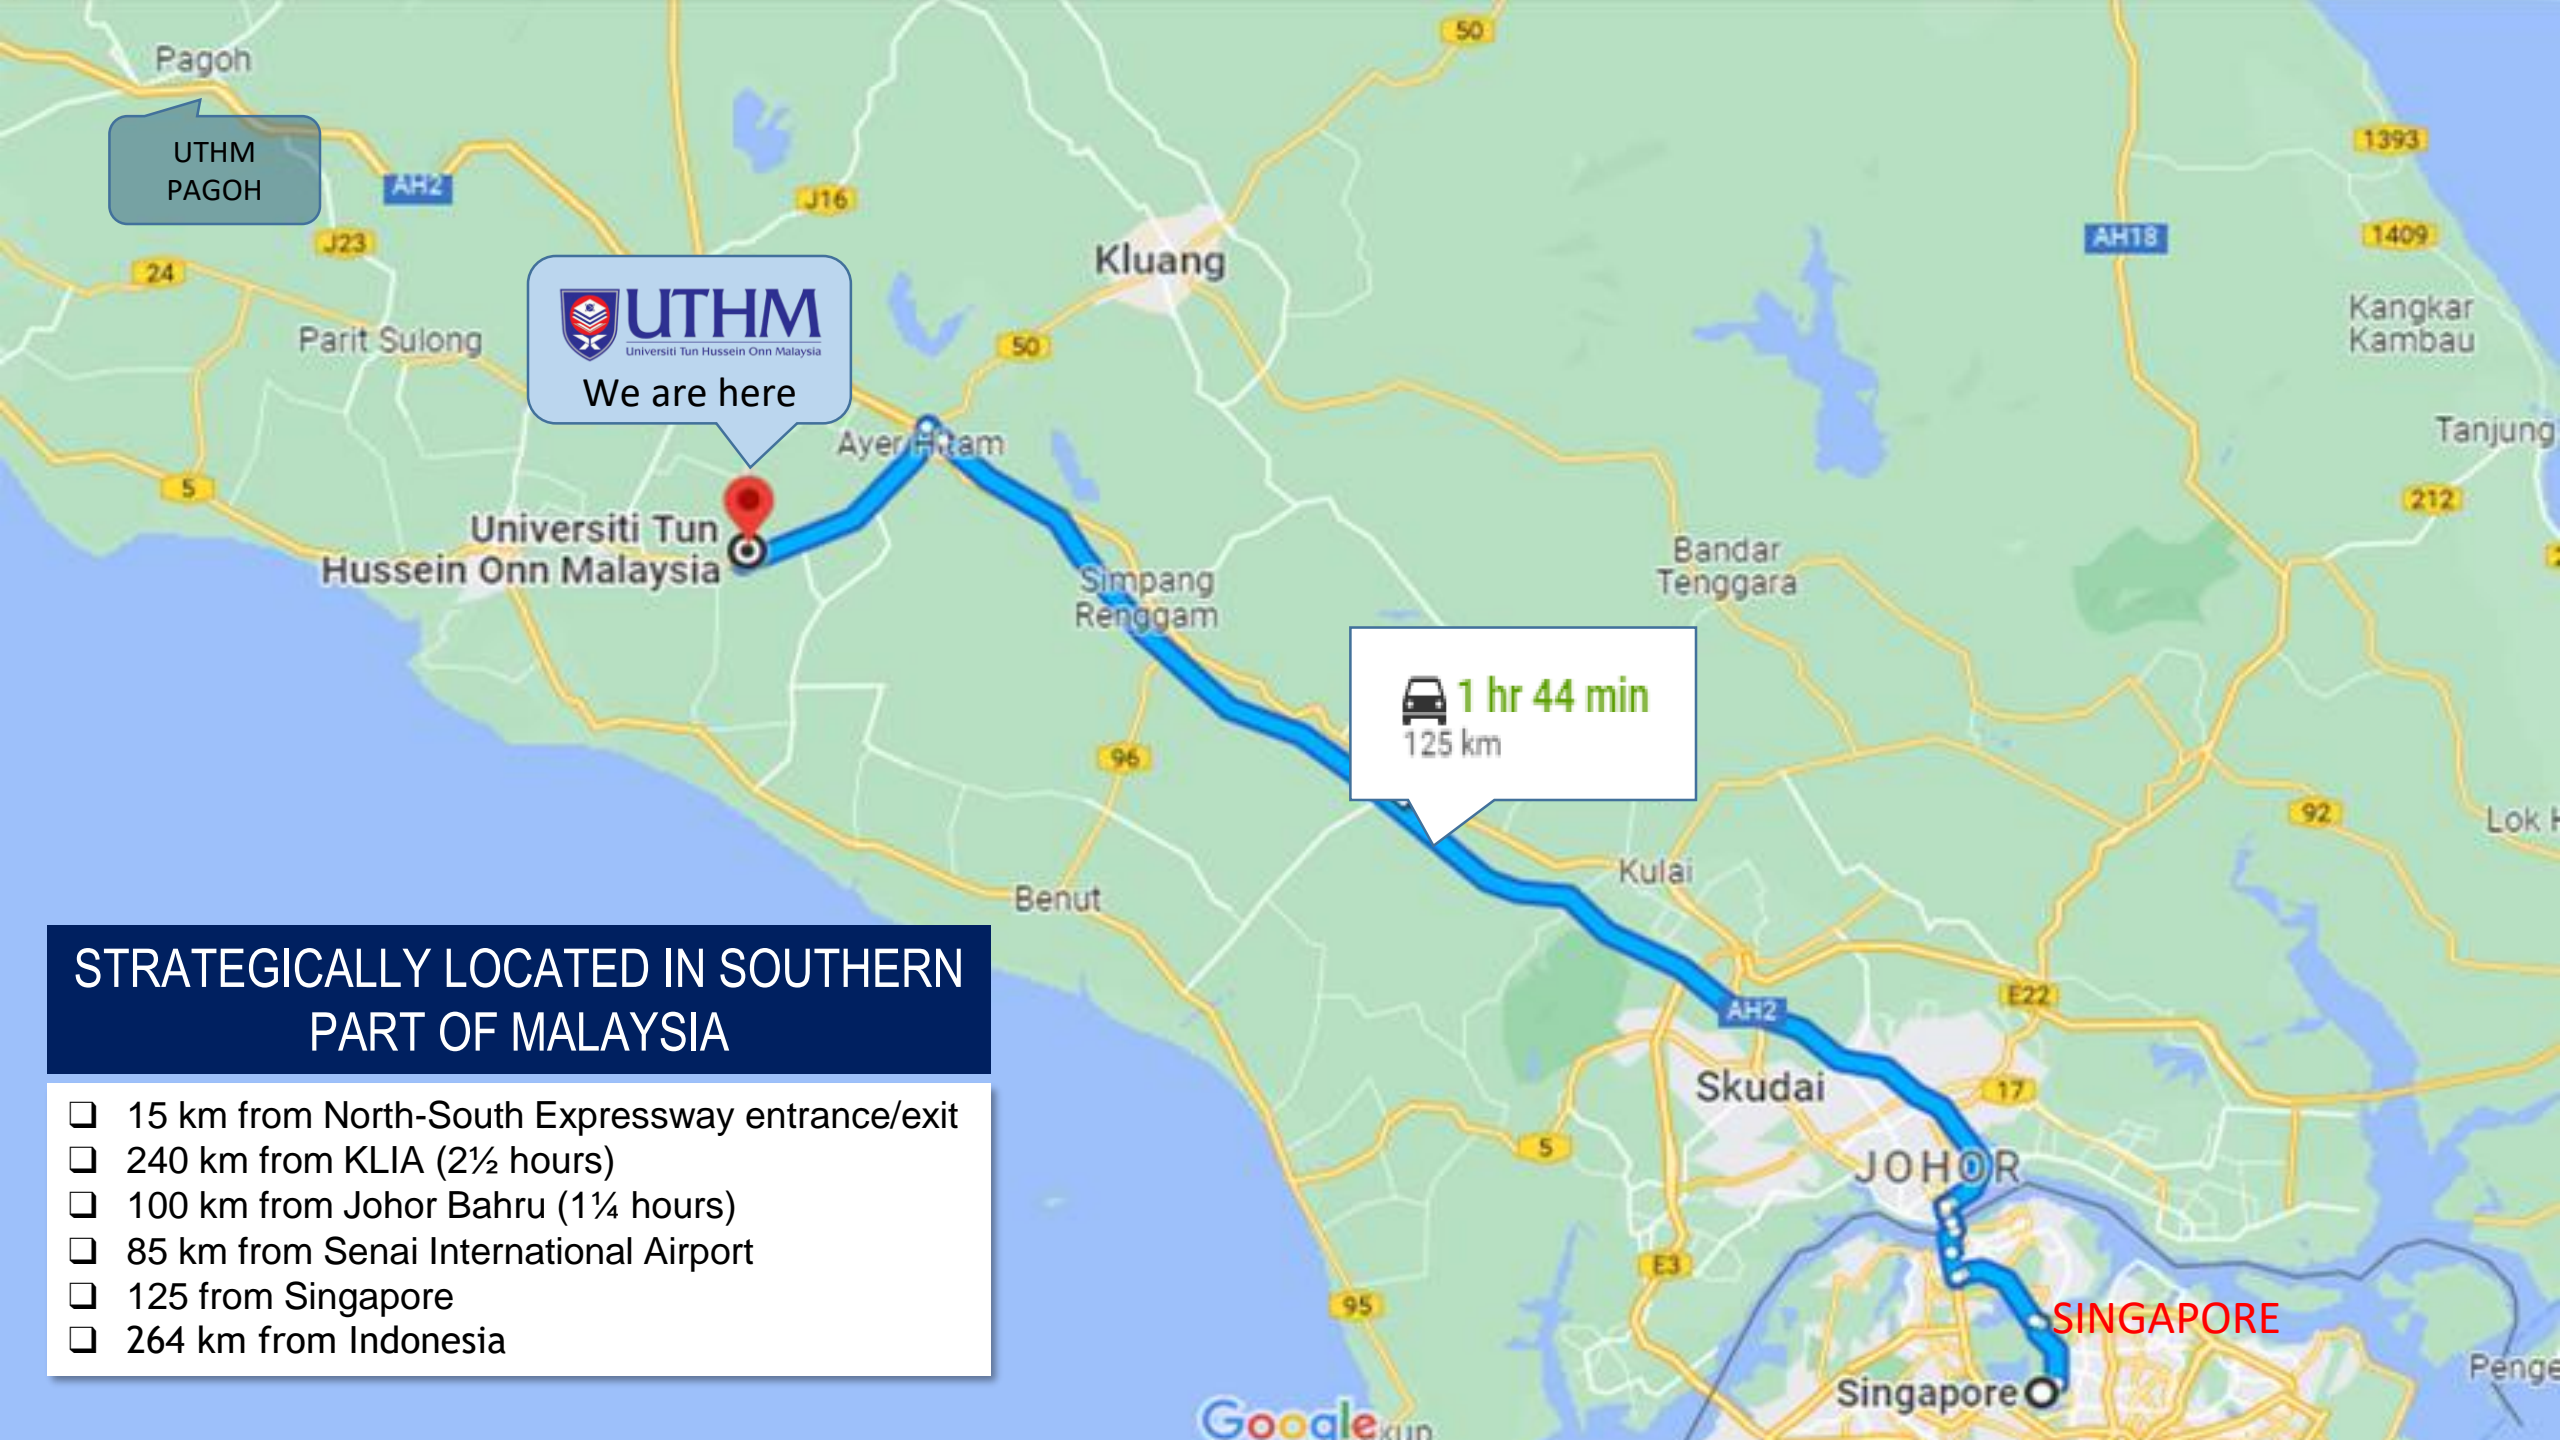 50
Pagoh
1393
UTHM
PAGOH
AH2
J16
J23
24
Kluang
AH18
1409
Kangkar
Kambau
UTHM
Universiti Tun Hussein Onn Malaysia
We are here
Parit Sulong
50
Ayer Hitam
Tanjung
5
212
Universiti Tun
Hussein Onn Malaysia
Simpang
Renggam
Bandar
Tenggara
1 hr 44 min
125 km
96
92
Lok
Kulai
Benut
STRATEGICALLY LOCATED IN SOUTHERN
PART OF MALAYSIA
E22
AH2
Skudai
17
❑ 15 km from North-South Expressway entrance/exit
❑ 240 km from KLIA (2½ hours)
❑ 100 km from Johor Bahru (1¼ hours)
❑ 85 km from Senai International Airport
❑ 125 from Singapore
❑ 264 km from Indonesia
5
JOHOR
E3
95
SINGAPORE
Singapore
Penge
Google